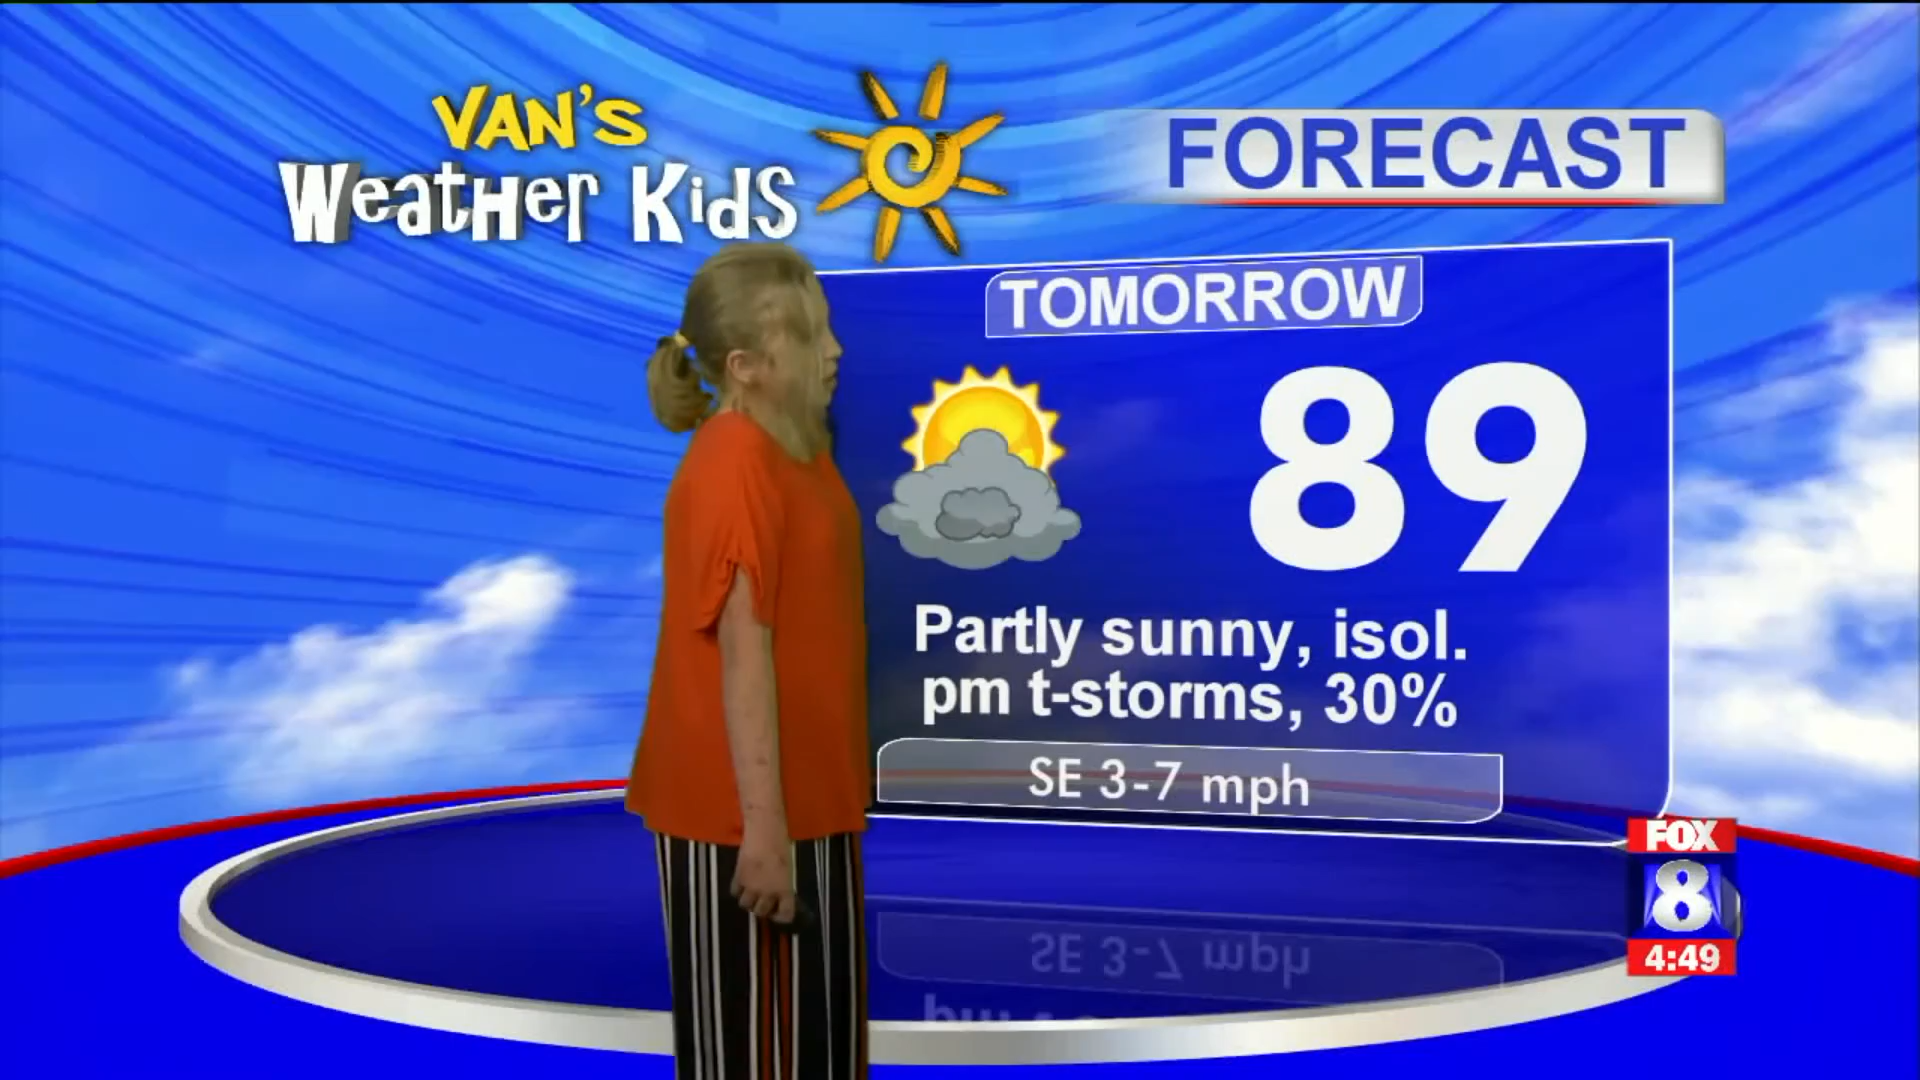 VAN'S
Weather Kids
FORECAST
TOMORROW
89
Partly sunny, isol.
pm t-storms, 30%
SE 3-7 mph
FOX
8
4:49